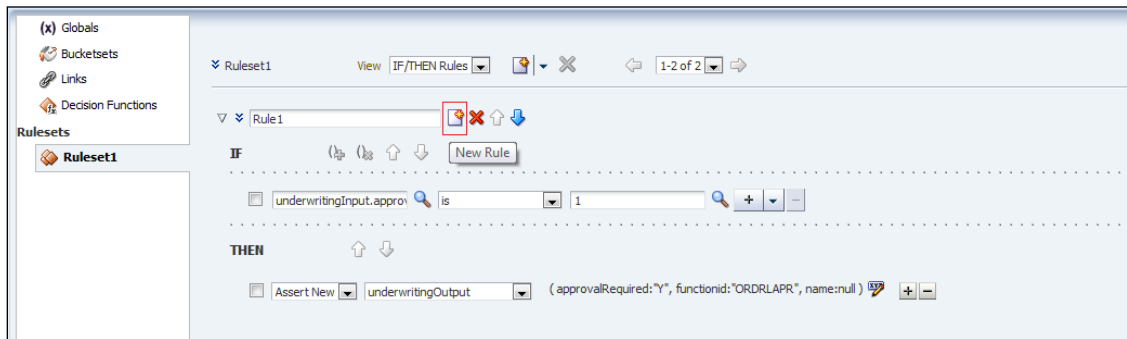 (x) Globals
Bucketsets
Links
Decision Functions
Rulesets
Ruleset1
Ruleset1 View IF/THEN Rules 1-2 of 2
Rule1
IF New Rule
underwritingInput.approv is 1
THEN
Assert New underwritingOutput (approvalRequired:"Y", functionid:"ORDRLAPR", name:null)